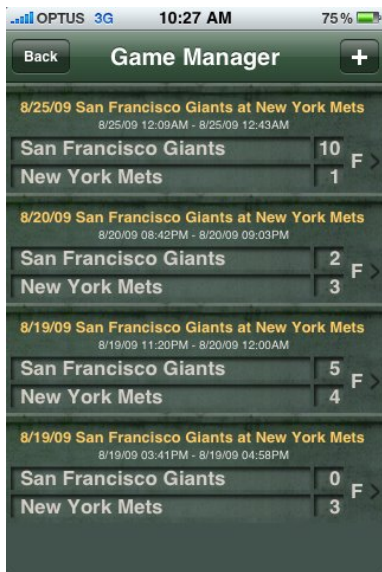 OPTUS 3G 10:27 AM 75%
Back Game Manager +
8/25/09 San Francisco Giants at New York Mets
8/25/09 12:09AM - 8/25/09 12:43AM
San Francisco Giants 10
F
New York Mets 1
8/20/09 San Francisco Giants at New York Mets
8/20/09 08:42PM - 8/20/09 09:03PM
San Francisco Giants 2
F
New York Mets 3
8/19/09 San Francisco Giants at New York Mets
8/19/09 11:20PM - 8/20/09 12:00AM
San Francisco Giants 5
F
New York Mets 4
8/19/09 San Francisco Giants at New York Mets
8/19/09 03:41PM - 8/19/09 04:58PM
San Francisco Giants 0
F
New York Mets 3